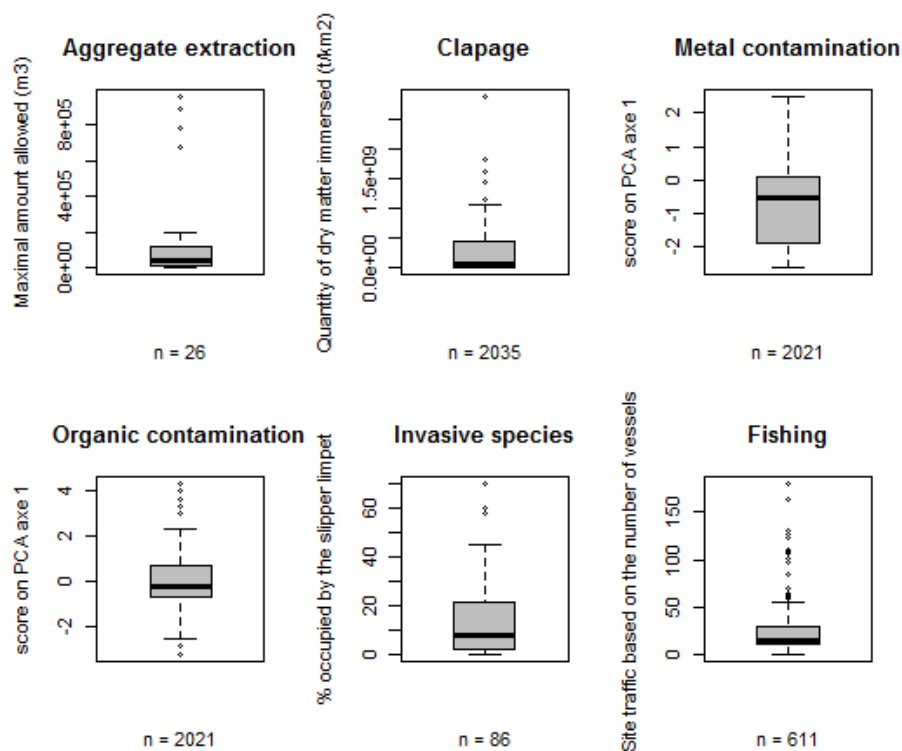 Aggregate extraction
Maximal amount allowed (m3)
8e+05
4e+05
0e+00
n = 26
Clapage
Quantity of dry matter immersed (t/km2)
1.5e+09
0.0e+00
n = 2035
Metal contamination
score on PCA axe 1
2
1
0
-1
-2
n = 2021
Organic contamination
score on PCA axe 1
4
2
0
-2
n = 2021
Invasive species
% occupied by the slipper limpet
60
40
20
0
n = 86
Fishing
Site traffic based on the number of vessels
150
100
50
0
n = 611